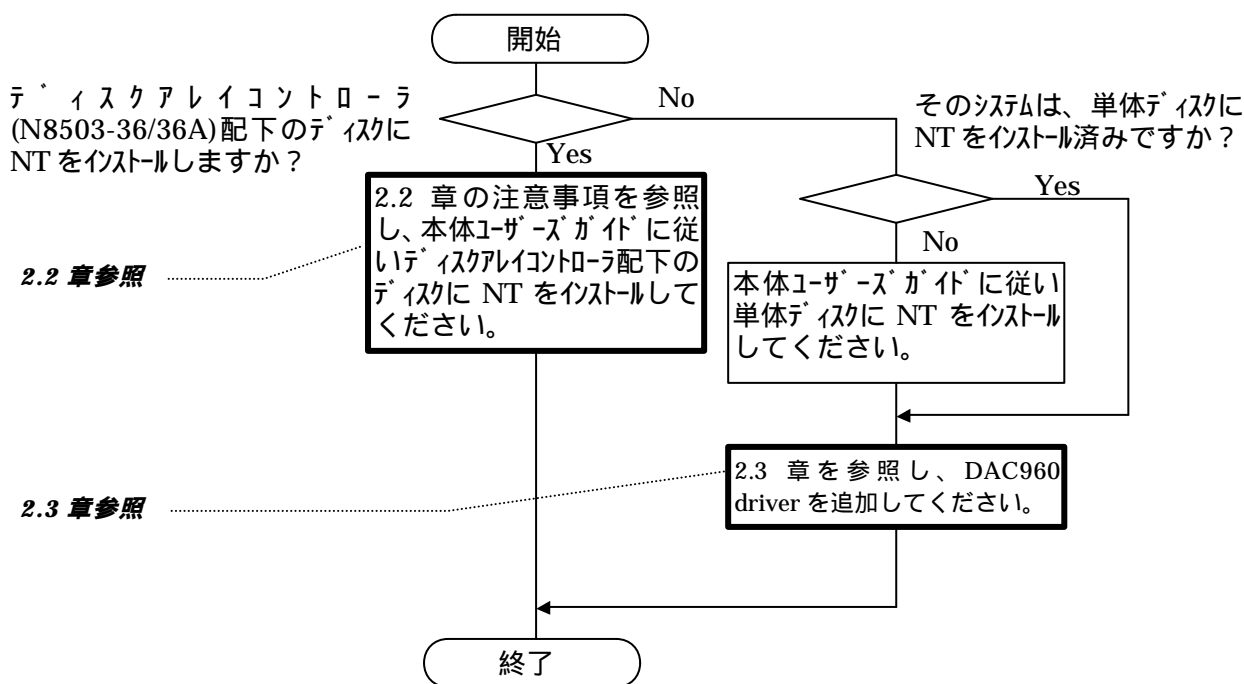 開始
ディスクアレイコントローラ
(N8503-36/36A)配下のディスクに
NTをインストールしますか？
No
Yes
そのシステムは、単体ディスクに
NTをインストール済みですか？
Yes
No
2.2 章の注意事項を参照
し、本体ユーザーズガイドに従
いディスクアレイコントローラ配下の
ディスクに NT をインストールして
ください。
2.2 章参照
本体ユーザーズガイドに従い
単体ディスクに NT をインストール
してください。
2.3 章を参照し、DAC960
driver を追加してください。
2.3 章参照
終了